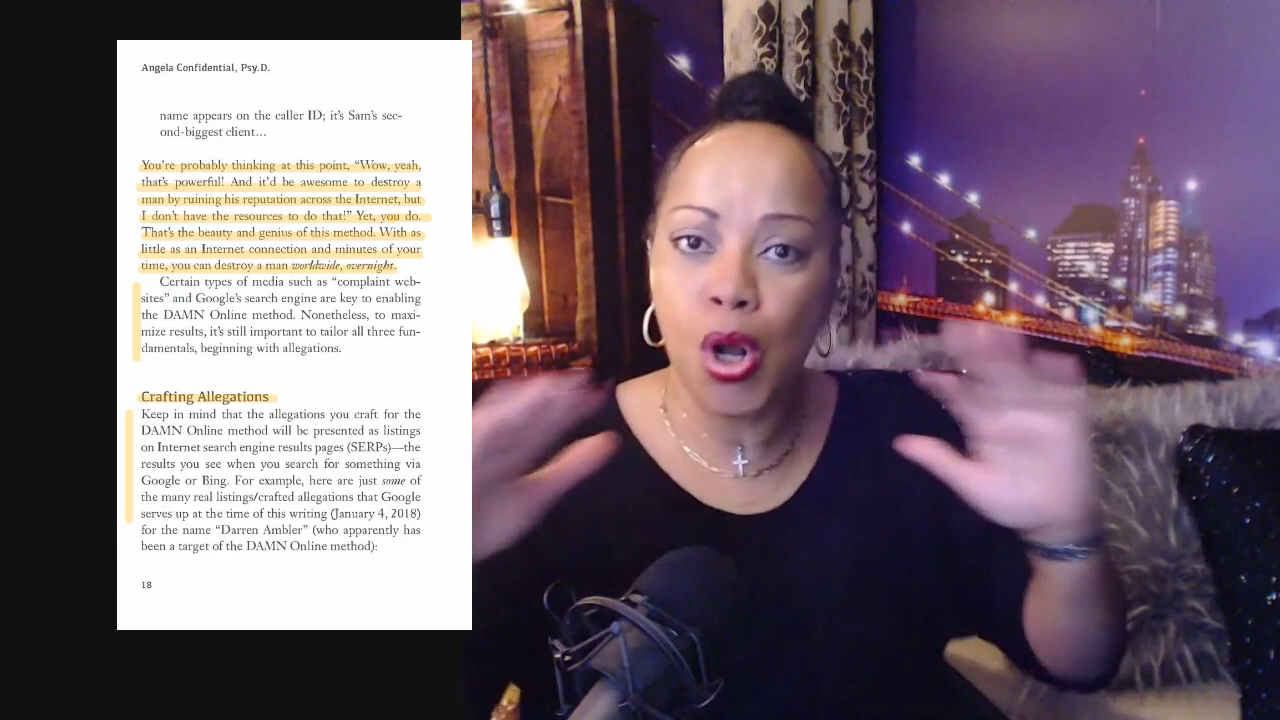 Angela Confidential, Psy.D.
name appears on the caller ID; it's Sam's sec-
ond-biggest client…
You're probably thinking at this point, “Wow, yeah,
that's powerful! And it'd be awesome to destroy a
man by ruining his reputation across the Internet, but
I don't have the resources to do that!” Yet, you do.
That's the beauty and genius of this method. With as
little as an Internet connection and minutes of your
time, you can destroy a man worldwide, overnight.
Certain types of media such as “complaint web-
sites” and Google's search engine are key to enabling
the DAMN Online method. Nonetheless, to maxi-
mize results, it's still important to tailor all three fun-
damentals, beginning with allegations.
Crafting Allegations
Keep in mind that the allegations you craft for the
DAMN Online method will be presented as listings
on Internet search engine results pages (SERPs)—the
results you see when you search for something via
Google or Bing. For example, here are just some of
the many real listings/crafted allegations that Google
serves up at the time of this writing (January 4, 2018)
for the name “Darren Ambler” (who apparently has
been a target of the DAMN Online method):
18